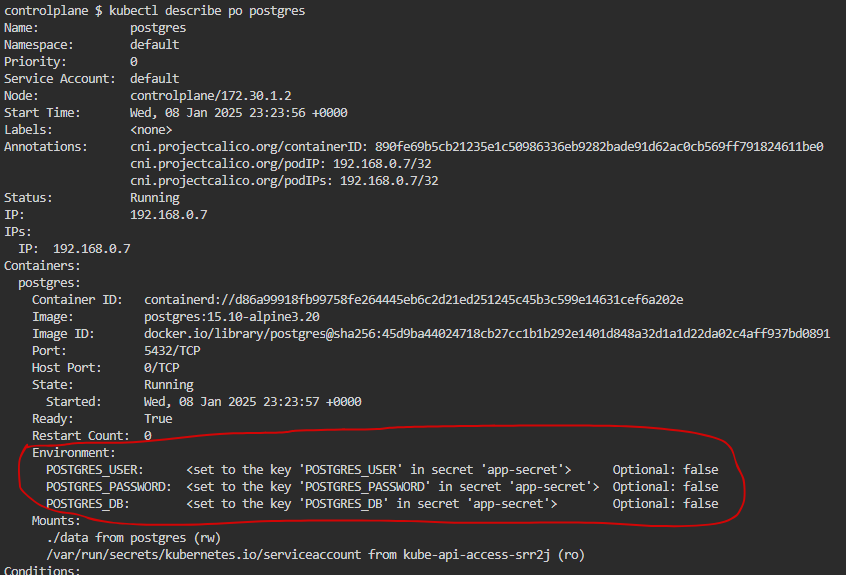 controlplane $ kubectl describe po postgres
Name:             postgres
Namespace:        default
Priority:         0
Service Account:  default
Node:             controlplane/172.30.1.2
Start Time:       Wed, 08 Jan 2025 23:23:56 +0000
Labels:           <none>
Annotations:      cni.projectcalico.org/containerID: 890fe69b5cb21235e1c50986336eb9282bade91d62ac0cb569ff791824611be0
                  cni.projectcalico.org/podIP: 192.168.0.7/32
                  cni.projectcalico.org/podIPs: 192.168.0.7/32
Status:           Running
IP:               192.168.0.7
IPs:
  IP:  192.168.0.7
Containers:
  postgres:
    Container ID:   containerd://d86a99918fb99758fe264445eb6c2d21ed251245c45b3c599e14631cef6a202e
    Image:          postgres:15.10-alpine3.20
    Image ID:       docker.io/library/postgres@sha256:45d9ba44024718cb27cc1b1b292e1401d848a32d1a1d22da02c4aff937bd0891
    Port:           5432/TCP
    Host Port:      0/TCP
    State:          Running
      Started:      Wed, 08 Jan 2025 23:23:57 +0000
    Ready:          True
    Restart Count:  0
    Environment:
      POSTGRES_USER:      <set to the key 'POSTGRES_USER' in secret 'app-secret'>      Optional: false
      POSTGRES_PASSWORD:  <set to the key 'POSTGRES_PASSWORD' in secret 'app-secret'>  Optional: false
      POSTGRES_DB:        <set to the key 'POSTGRES_DB' in secret 'app-secret'>        Optional: false
    Mounts:
      ./data from postgres (rw)
      /var/run/secrets/kubernetes.io/serviceaccount from kube-api-access-srr2j (ro)
Conditions: